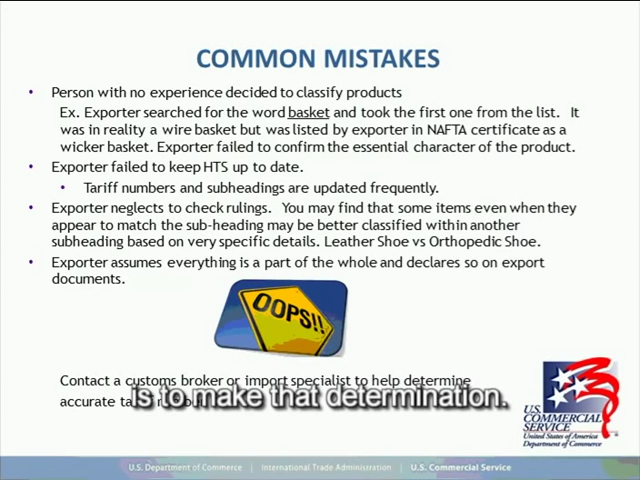 COMMON MISTAKES
• Person with no experience decided to classify products
Ex. Exporter searched for the word basket and took the first one from the list. It
was in reality a wire basket but was listed by exporter in NAFTA certificate as a
wicker basket. Exporter failed to confirm the essential character of the product.
• Exporter failed to keep HTS up to date.
• Tariff numbers and subheadings are updated frequently.
• Exporter neglects to check rulings. You may find that some items even when they
appear to match the sub-heading may be better classified within another
subheading based on very specific details. Leather Shoe vs Orthopedic Shoe.
• Exporter assumes everything is a part of the whole and declares so on export
documents.
OOPS!!
Contact a customs broker or import specialist to help determine
accurate
is to make that determination.
U.S.
COMMERCIAL
SERVICE
United States of America
Department of Commerce
U.S. Department of Commerce | International Trade Administration | U.S. Commercial Service